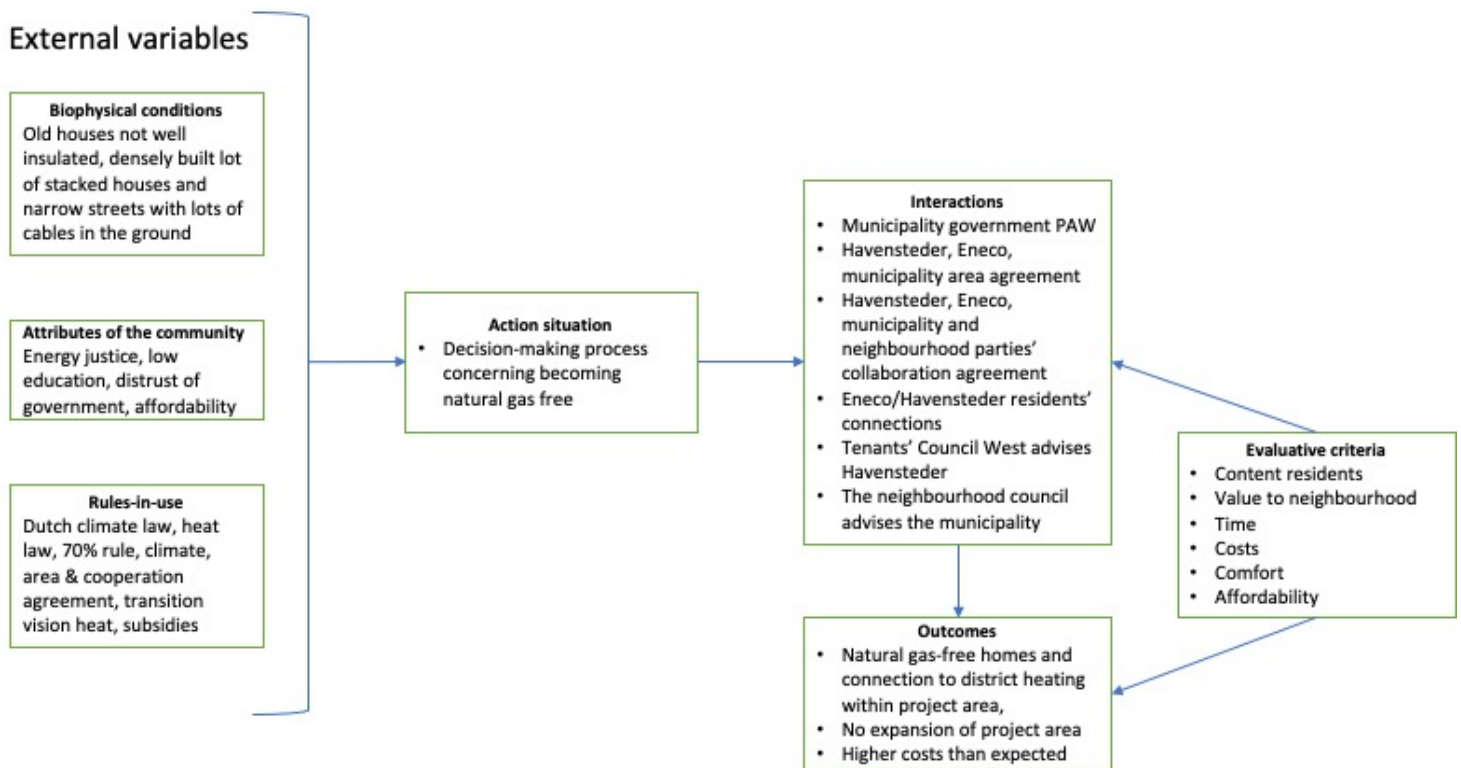 External variables
Biophysical conditions
Old houses not well
insulated, densely built lot
of stacked houses and
narrow streets with lots of
cables in the ground
Attributes of the community
Energy justice, low
education, distrust of
government, affordability
Rules-in-use
Dutch climate law, heat
law, 70% rule, climate,
area & cooperation
agreement, transition
vision heat, subsidies
Action situation
• Decision-making process
concerning becoming
natural gas free
Interactions
• Municipality government PAW
• Havensteder, Eneco,
municipality area agreement
• Havensteder, Eneco,
municipality and
neighbourhood parties’
collaboration agreement
• Eneco/Havensteder residents’
connections
• Tenants’ Council West advises
Havensteder
• The neighbourhood council
advises the municipality
Outcomes
• Natural gas-free homes and
connection to district heating
within project area,
• No expansion of project area
• Higher costs than expected
Evaluative criteria
• Content residents
• Value to neighbourhood
• Time
• Costs
• Comfort
• Affordability